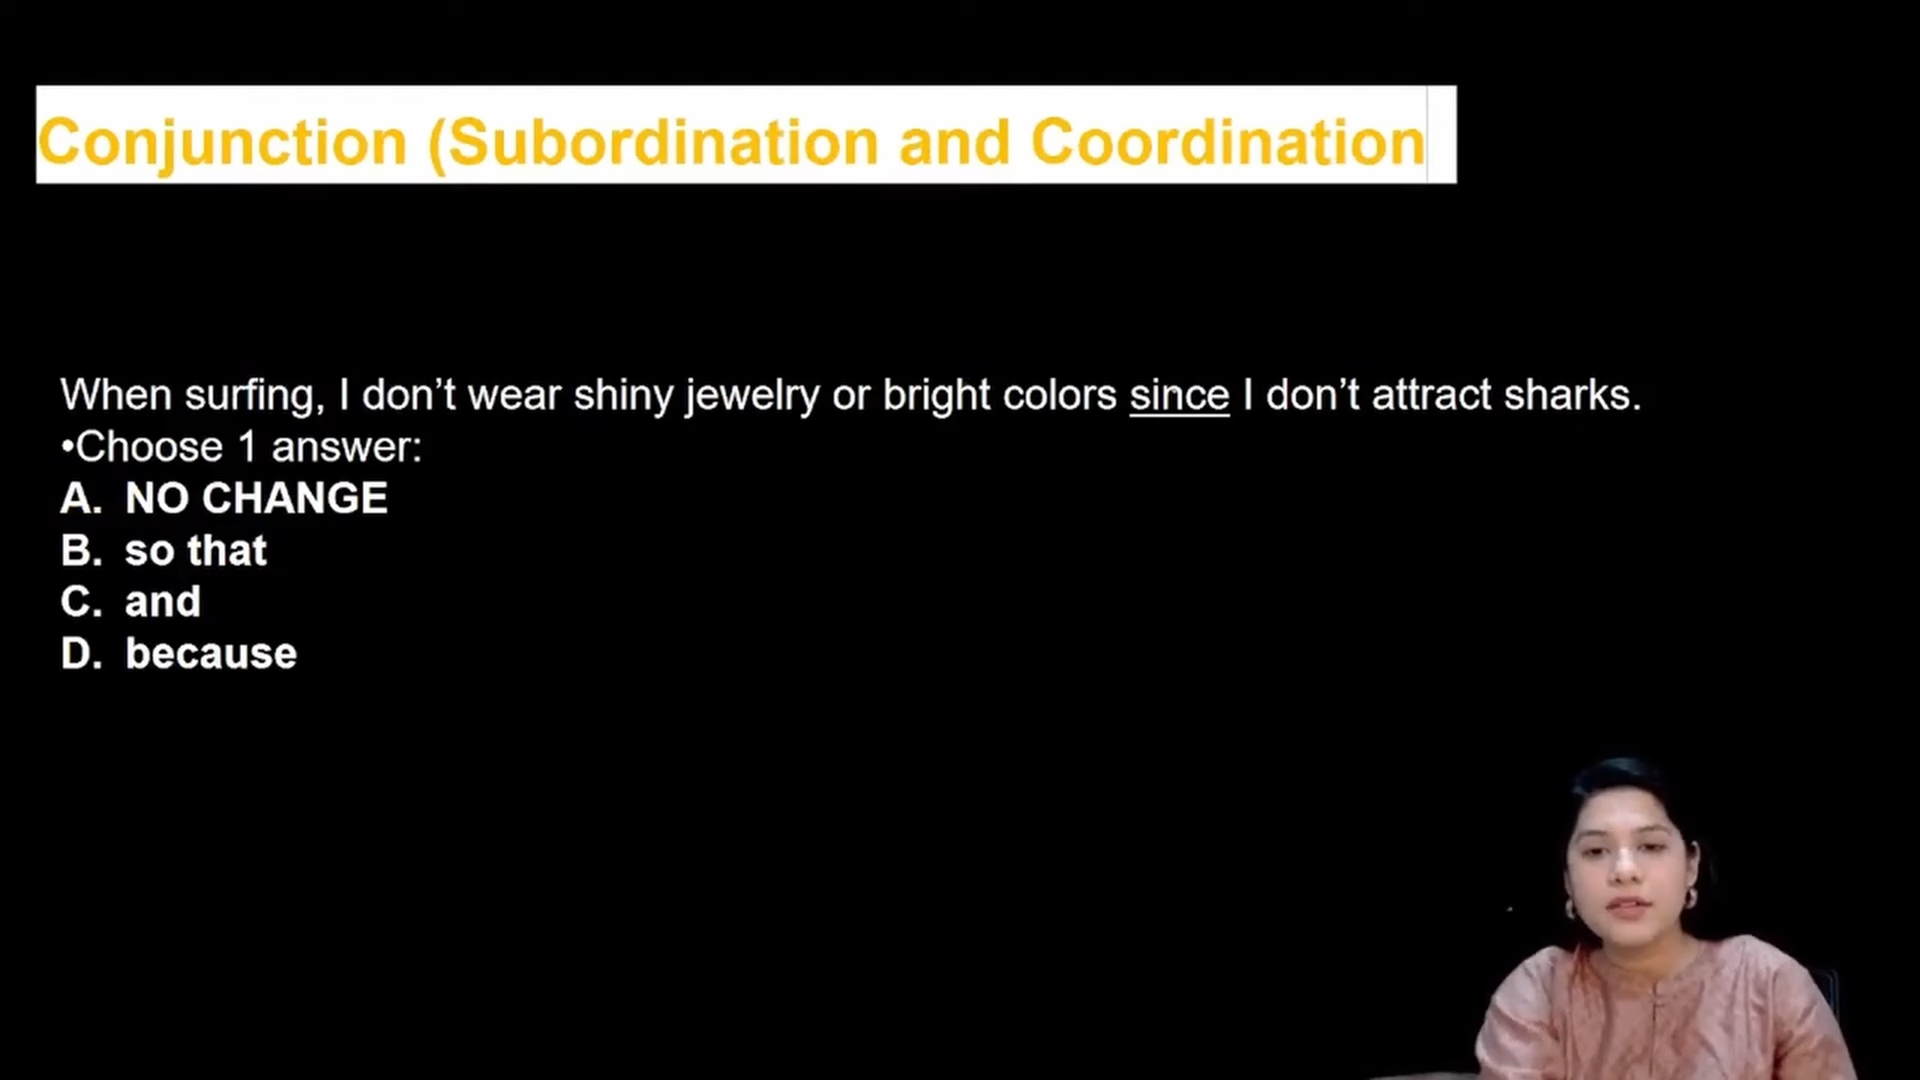 Conjunction (Subordination and Coordination
When surfing, I don’t wear shiny jewelry or bright colors since I don’t attract sharks.
•Choose 1 answer:
A. NO CHANGE
B. so that
C. and
D. because